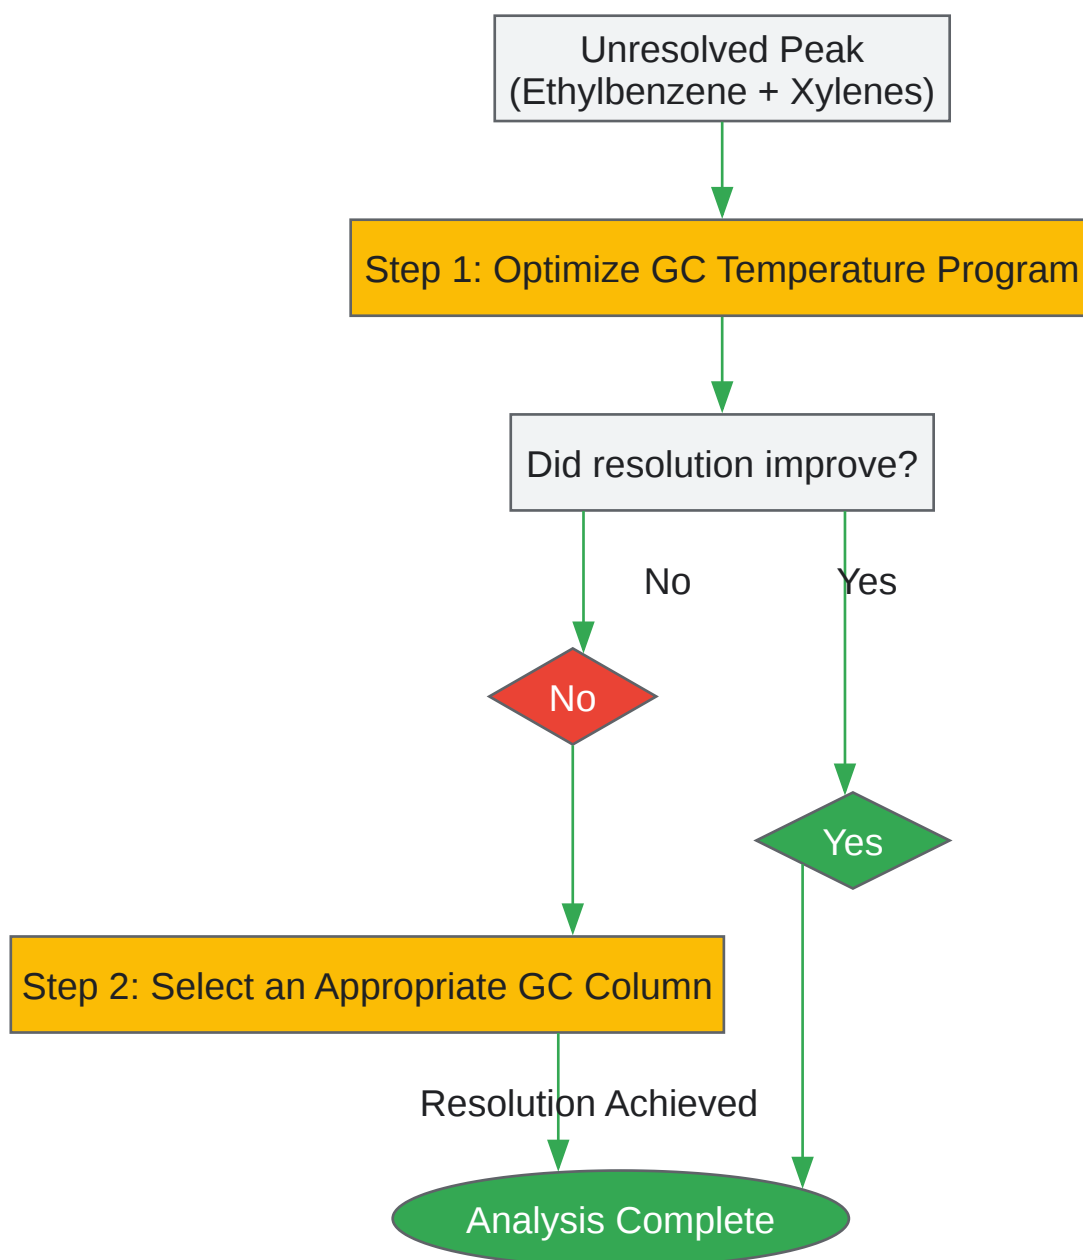 Unresolved Peak
(Ethylbenzene + Xylenes)
Step 1: Optimize GC Temperature Program
Did resolution improve?
No
Yes
No
Yes
Step 2: Select an Appropriate GC Column
Resolution Achieved
Analysis Complete